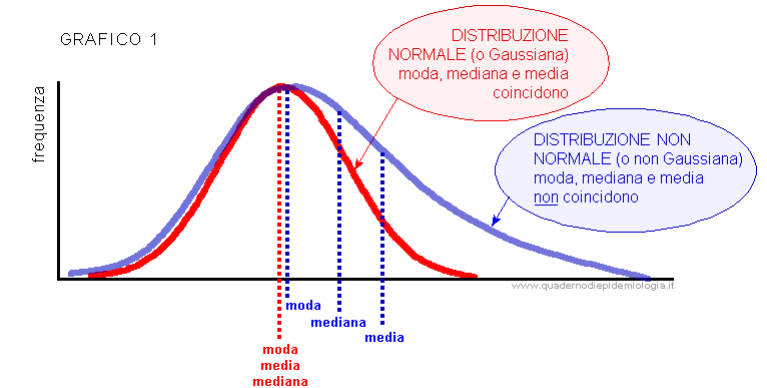 GRAFICO 1
DISTRIBUZIONE
NORMALE (o Gaussiana)
moda, mediana e media
coincidono
DISTRIBUZIONE NON
NORMALE (o non Gaussiana)
moda, mediana e media
non coincidono
frequenza
www.quadernodiepidemiologia.it
moda
mediana
media
moda
media
mediana